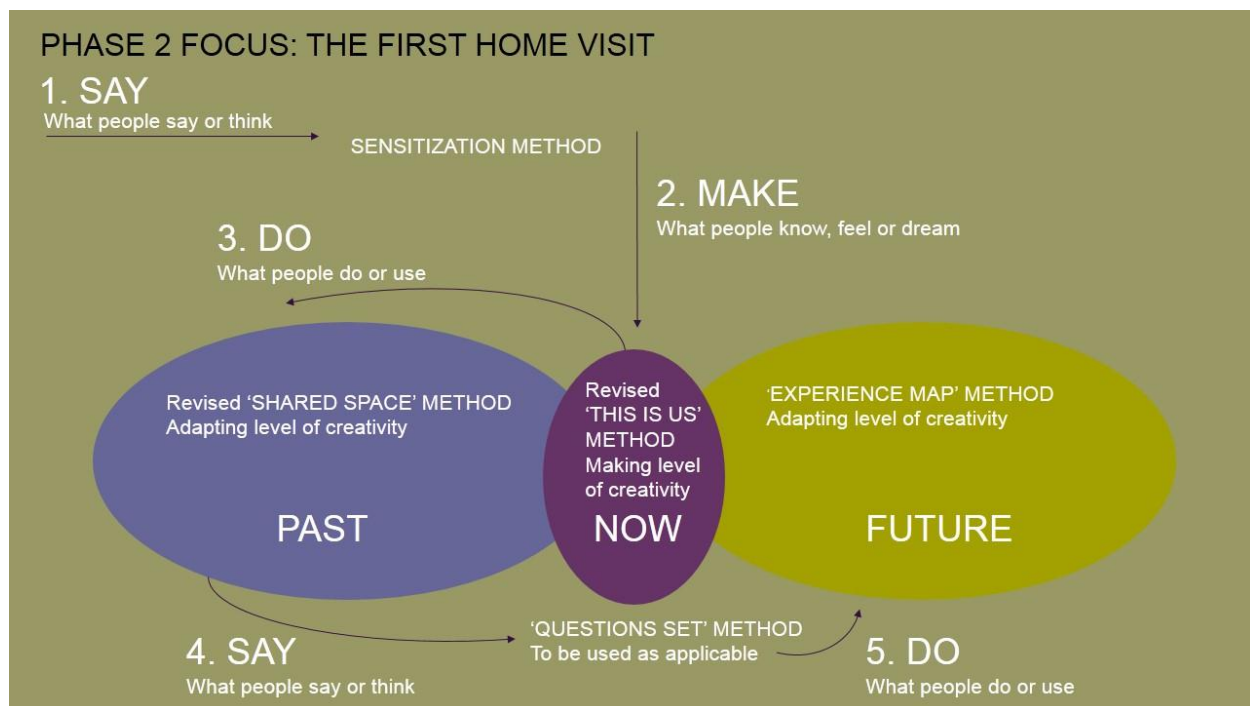 PHASE 2 FOCUS: THE FIRST HOME VISIT
1. SAY
What people say or think
SENSITIZATION METHOD
2. MAKE
What people know, feel or dream
3. DO
What people do or use
Revised ‘SHARED SPACE’ METHOD
Adapting level of creativity
PAST
Revised
‘THIS IS US’
METHOD
Making level
of creativity
NOW
‘EXPERIENCE MAP’ METHOD
Adapting level of creativity
FUTURE
4. SAY
What people say or think
‘QUESTIONS SET’ METHOD
To be used as applicable
5. DO
What people do or use